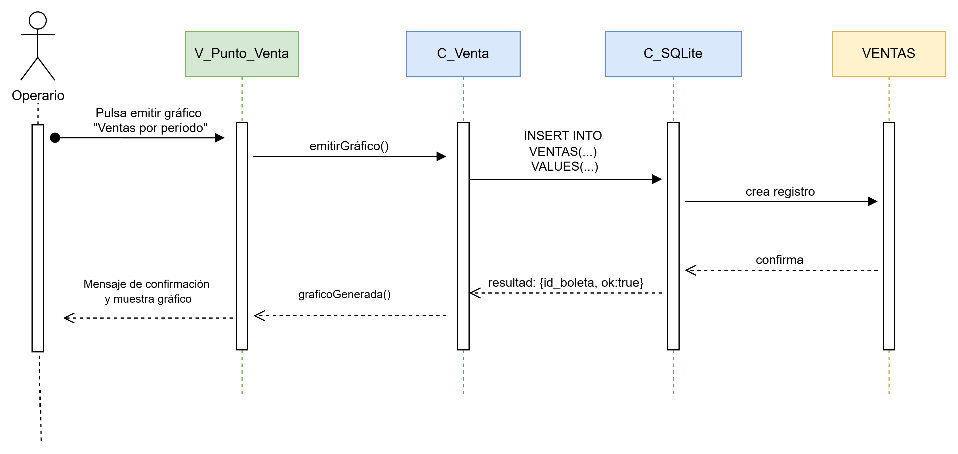 V_Punto_Venta
C_Venta
C_SQLite
VENTAS
Operario
Pulsa emitir gráfico
"Ventas por período"
emitirGráfico()
INSERT INTO
VENTAS(...)
VALUES(...)
crea registro
confirma
resultad: {id_boleta, ok:true}
graficoGenerada()
Mensaje de confirmación
y muestra gráfico